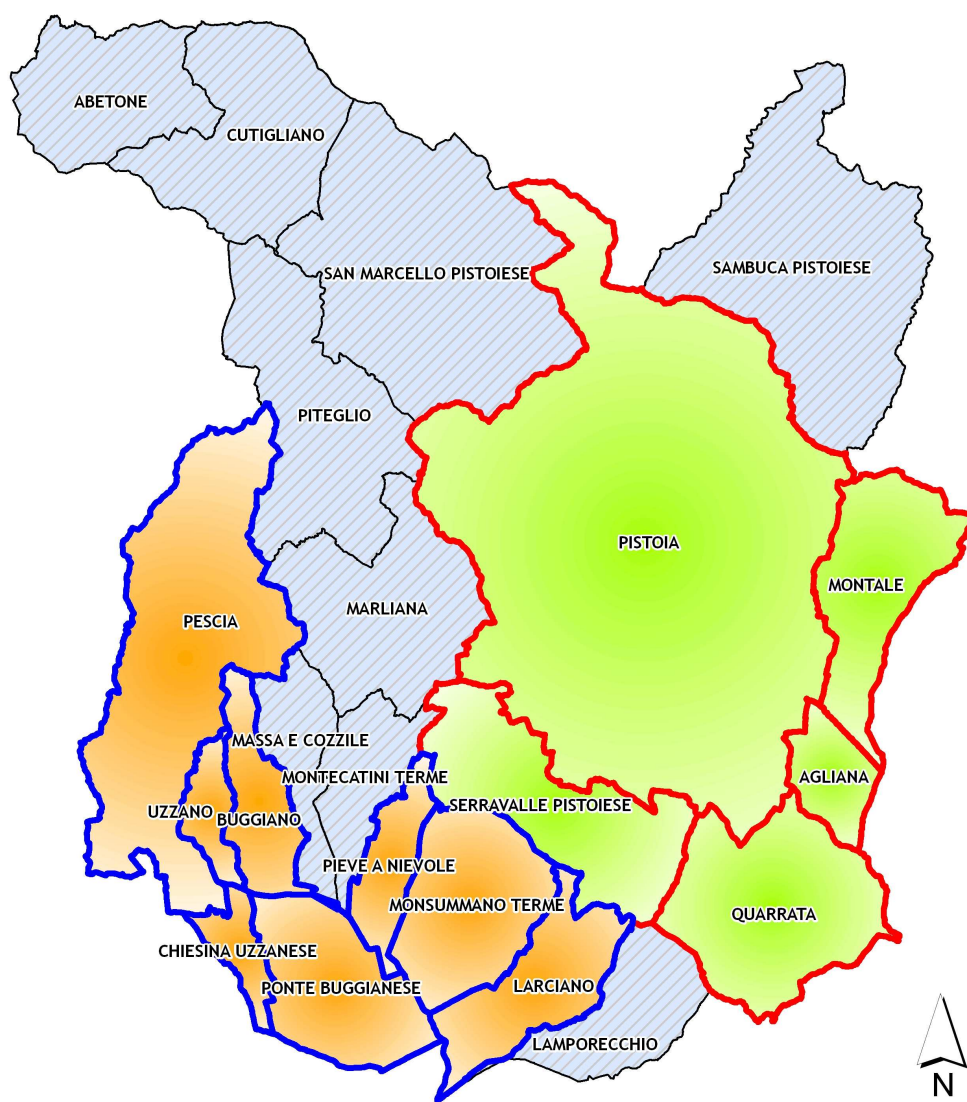 ABETONE
CUTIGLIANO
SAN MARCELLO PISTOIESE
SAMBUCA PISTOIESE
PITEGLIO
PISTOIA
MONTALE
MARLIANA
PESCIA
MASSA E COZZILE
MONTECATINI TERME
AGLIANA
SERRAVALLE PISTOIESE
UZZANO
BUGGIANO
PIEVE A NIEVOLE
MONSUMMANO TERME
QUARRATA
CHIESINA UZZANESE
PONTE BUGGIANESE
LARCIANO
LAMPORECCHIO
N